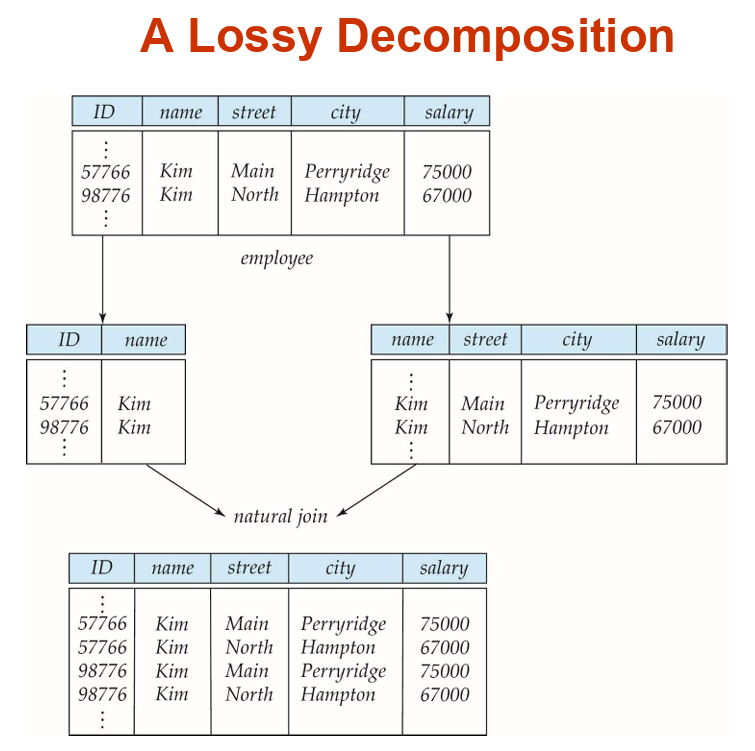 A Lossy Decomposition
ID name street city salary
⋮
57766 Kim Main Perryridge 75000
98776 Kim North Hampton 67000
⋮
employee
ID name
⋮
57766 Kim
98776 Kim
⋮
name street city salary
⋮
Kim Main Perryridge 75000
Kim North Hampton 67000
⋮
natural join
ID name street city salary
⋮
57766 Kim Main Perryridge 75000
57766 Kim North Hampton 67000
98776 Kim Main Perryridge 75000
98776 Kim North Hampton 67000
⋮